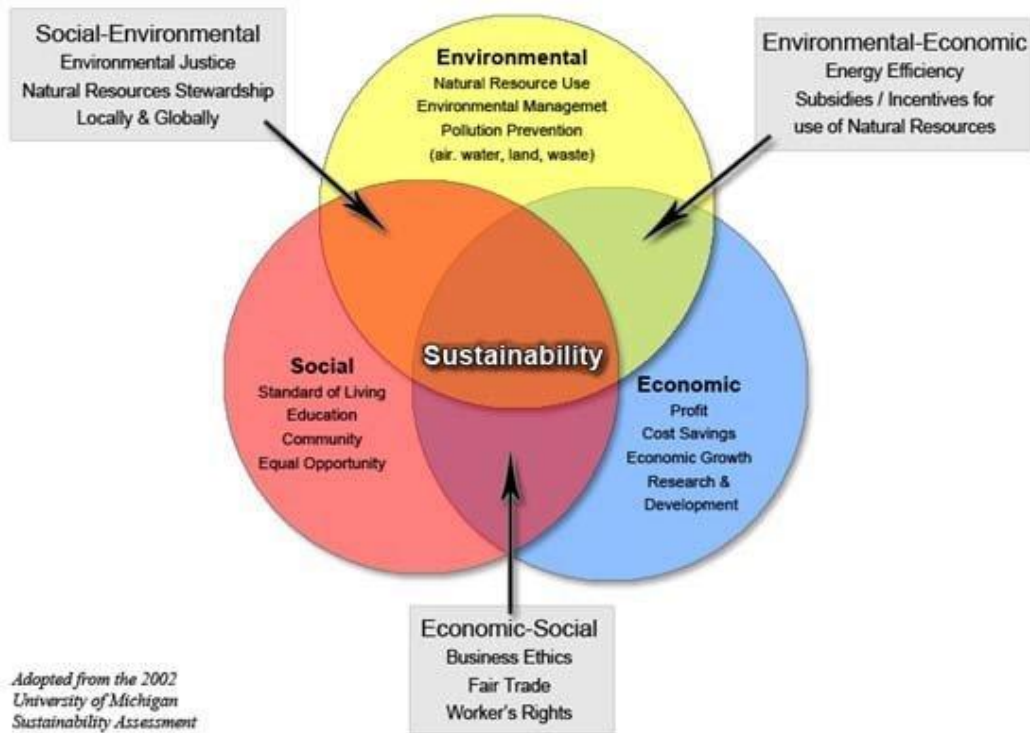 Social-Environmental
Environmental Justice
Natural Resources Stewardship
Locally & Globally
Environmental
Natural Resource Use
Environmental Managemet
Pollution Prevention
(air. water, land, waste)
Environmental-Economic
Energy Efficiency
Subsidies / Incentives for
use of Natural Resources
Sustainability
Social
Standard of Living
Education
Community
Equal Opportunity
Economic
Profit
Cost Savings
Economic Growth
Research &
Development
Economic-Social
Business Ethics
Fair Trade
Worker's Rights
Adopted from the 2002
University of Michigan
Sustainability Assessment